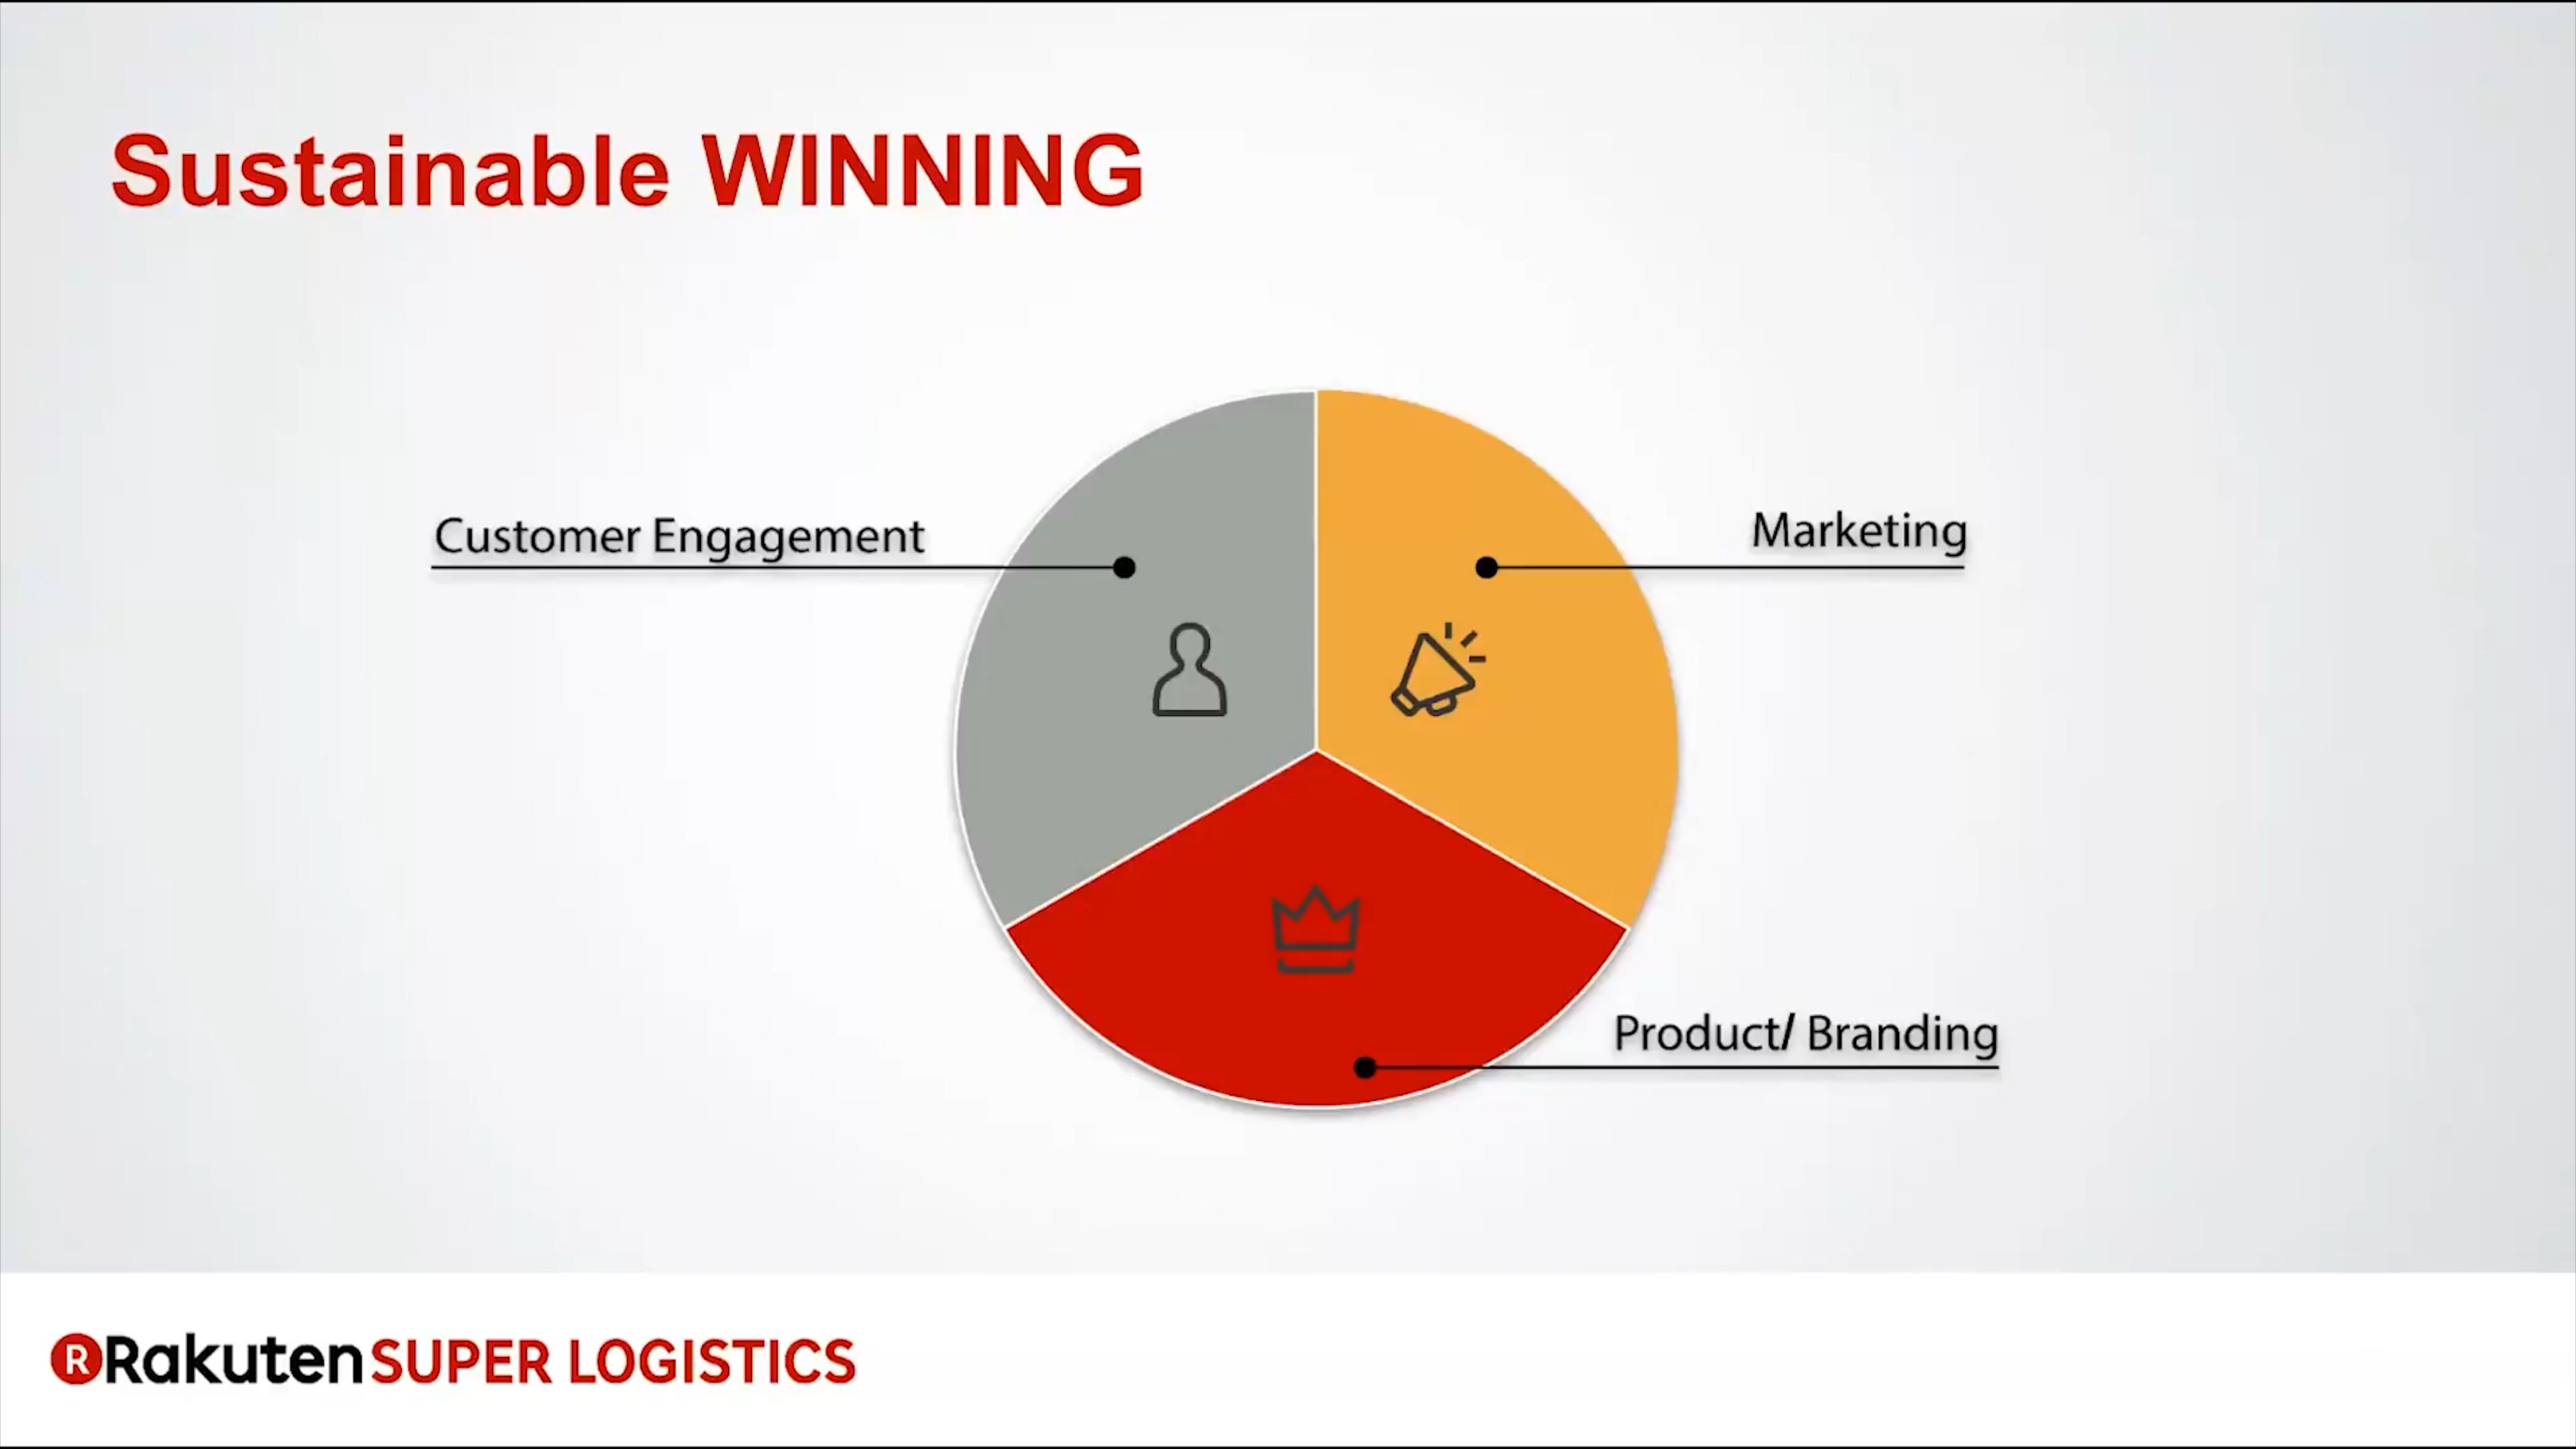 Sustainable WINNING
Customer Engagement
Marketing
Product/ Branding
R Rakuten SUPER LOGISTICS